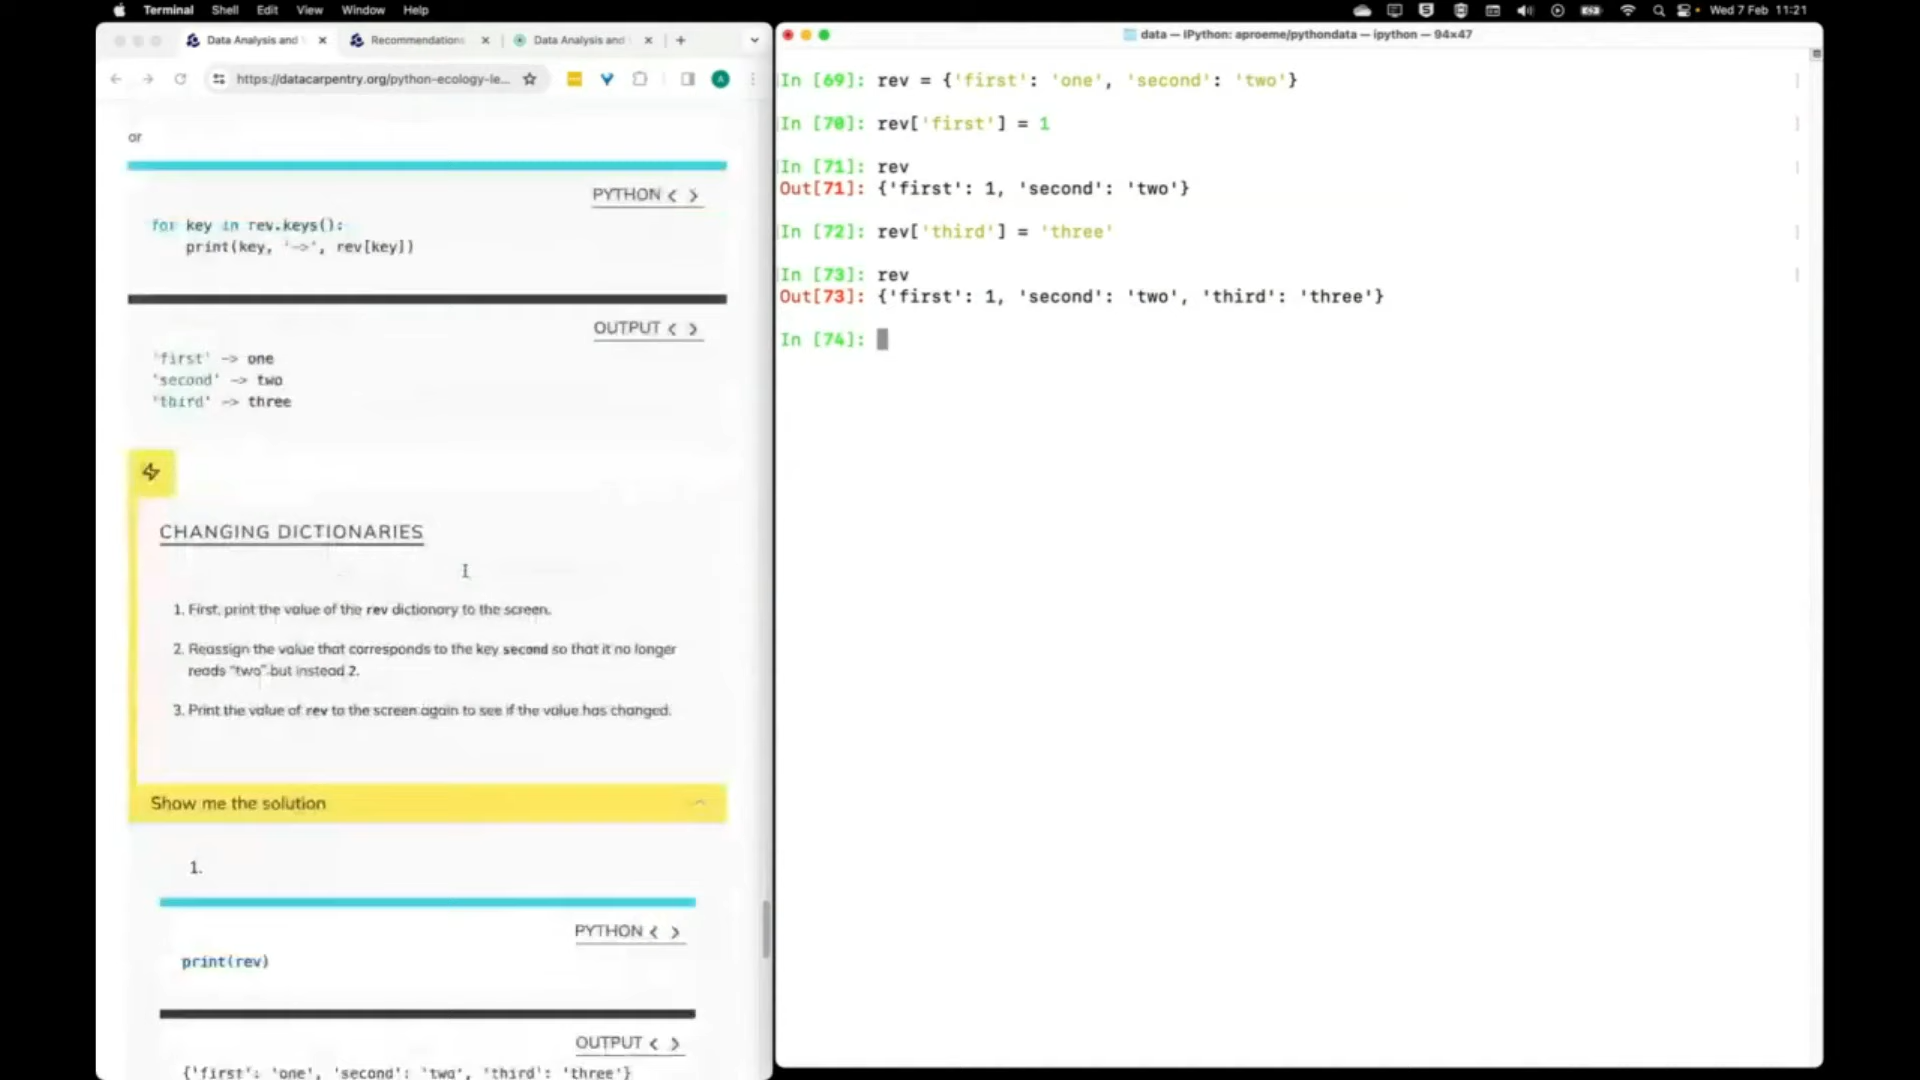 Terminal Shell Edit View Window Help Wed 7 Feb 11:21
Data Analysis and Recommendations Data Analysis and
https://datacarpentry.org/python-ecology-le...
or
PYTHON < >
for key in rev.keys():
print(key, '->', rev[key])
OUTPUT < >
'first' -> one
'second' -> two
'third' -> three
CHANGING DICTIONARIES
1. First, print the value of the rev dictionary to the screen.
2. Reassign the value that corresponds to the key second so that it no longer
reads “two” but instead 2.
3. Print the value of rev to the screen again to see if the value has changed.
Show me the solution
1.
PYTHON < >
print(rev)
OUTPUT < >
{'first': 'one', 'second': 'two', 'third': 'three'}
data — IPython: aproeme/pythondata — ipython — 94×47
In [69]: rev = {'first': 'one', 'second': 'two'}
In [70]: rev['first'] = 1
In [71]: rev
Out[71]: {'first': 1, 'second': 'two'}
In [72]: rev['third'] = 'three'
In [73]: rev
Out[73]: {'first': 1, 'second': 'two', 'third': 'three'}
In [74]: